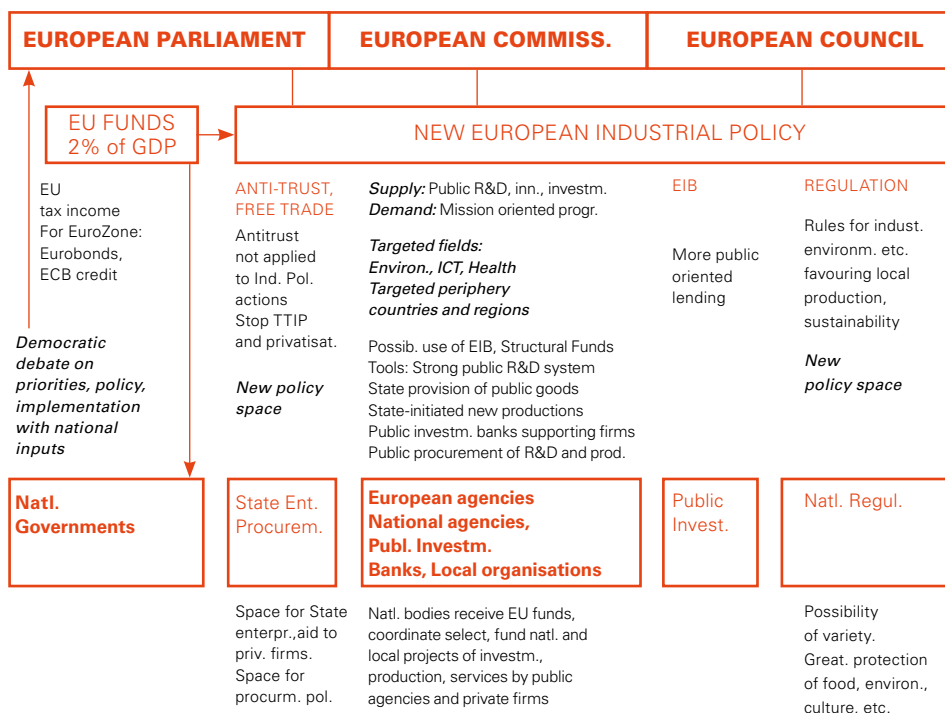 EUROPEAN PARLIAMENT
EUROPEAN COMMISS.
EUROPEAN COUNCIL
EU FUNDS
2% of GDP
NEW EUROPEAN INDUSTRIAL POLICY
EU
tax income
For EuroZone:
Eurobonds,
ECB credit
Democratic
debate on
priorities, policy,
implementation
with national
inputs
ANTI-TRUST,
FREE TRADE
Antitrust
not applied
to Ind. Pol.
actions
Stop TTIP
and privatisat.
New policy
space
Supply: Public R&D, inn., investm.
Demand: Mission oriented progr.
Targeted fields:
Environ., ICT, Health
Targeted periphery
countries and regions
Possib. use of EIB, Structural Funds
Tools: Strong public R&D system
State provision of public goods
State-initiated new productions
Public investm. banks supporting firms
Public procurement of R&D and prod.
EIB
More public
oriented
lending
REGULATION
Rules for indust.
environm. etc.
favouring local
production,
sustainability
New
policy space
Natl.
Governments
State Ent.
Procurem.
European agencies
National agencies,
Publ. Investm.
Banks, Local organisations
Public
Invest.
Natl. Regul.
Space for State
enterpr.,aid to
priv. firms.
Space for
procurm. pol.
Natl. bodies receive EU funds,
coordinate select, fund natl. and
local projects of investm.,
production, services by public
agencies and private firms
Possibility
of variety.
Great. protection
of food, environ.,
culture, etc.